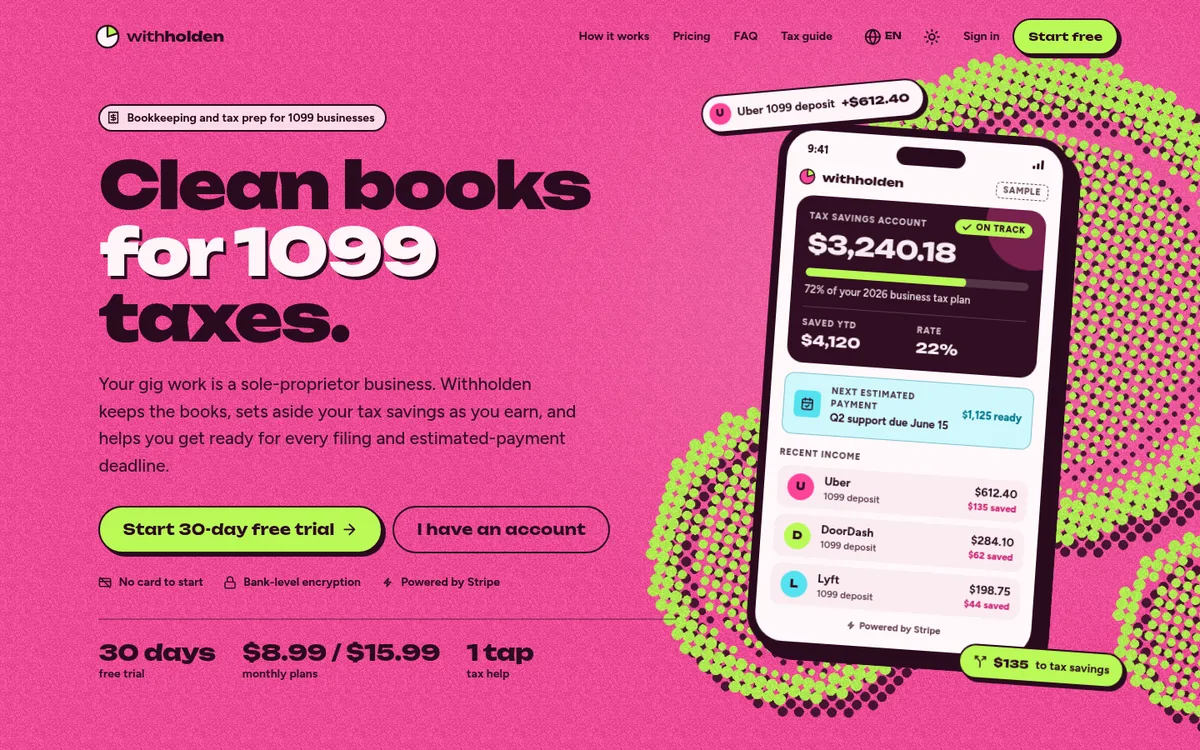 withholden
How it works
Pricing
FAQ
Tax guide
EN
Sign in
Start free
Bookkeeping and tax prep for 1099 businesses
Clean books
for 1099
taxes.
Your gig work is a sole-proprietor business. Withholden
keeps the books, sets aside your tax savings as you earn, and
helps you get ready for every filing and estimated-payment
deadline.
Start 30-day free trial →
I have an account
No card to start
Bank-level encryption
Powered by Stripe
30 days
free trial
$8.99 / $15.99
monthly plans
1 tap
tax help
U Uber 1099 deposit +$612.40
9:41
withholden
SAMPLE
TAX SAVINGS ACCOUNT
ON TRACK
$3,240.18
72% of your 2026 business tax plan
SAVED YTD
$4,120
RATE
22%
NEXT ESTIMATED
PAYMENT
Q2 support due June 15
$1,125 ready
RECENT INCOME
U
Uber
1099 deposit
$612.40
$135 saved
D
DoorDash
1099 deposit
$284.10
$62 saved
L
Lyft
1099 deposit
$198.75
$44 saved
Powered by Stripe
$135 to tax savings